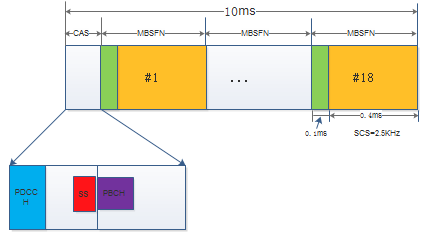 10ms
CAS MBSFN MBSFN MBSFN
#1 ... #18
0.1ms 0.4ms
SCS=2.5KHz
PDCC
H SS PBCH